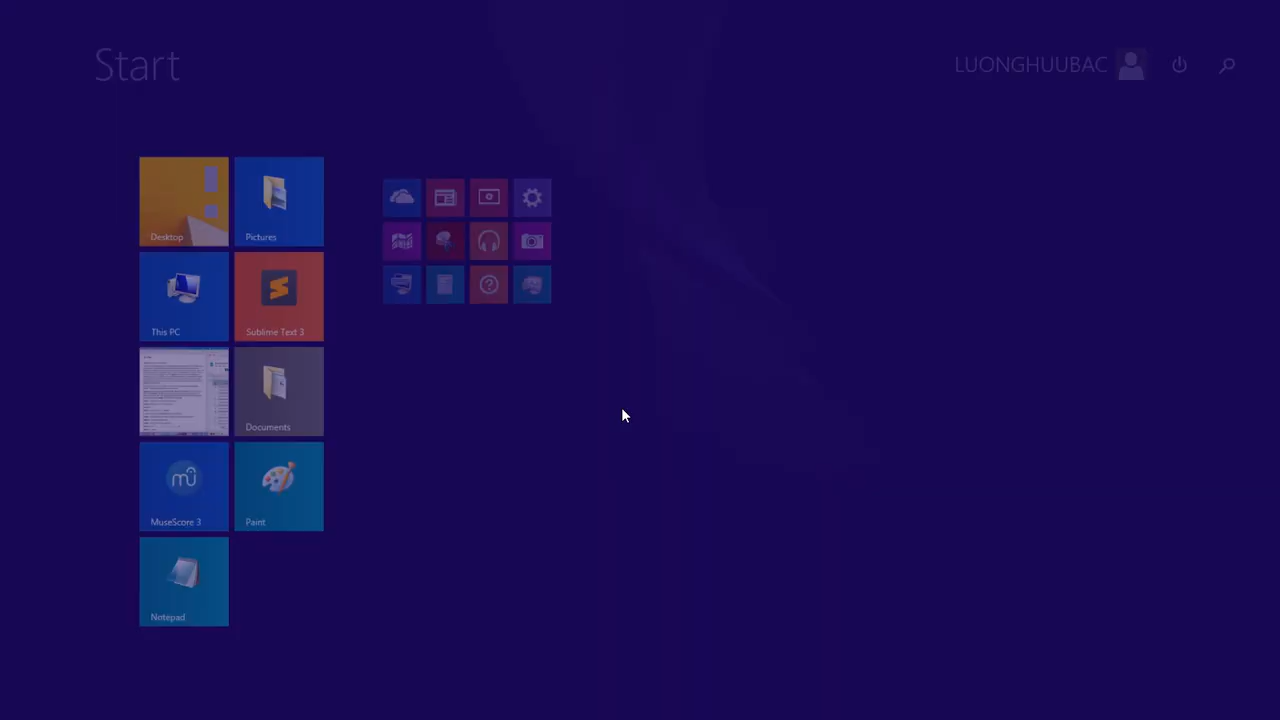 Start
LUONGHUUBAC
Desktop
Pictures
This PC
Sublime Text 3
Documents
MuseScore 3
Paint
Notepad